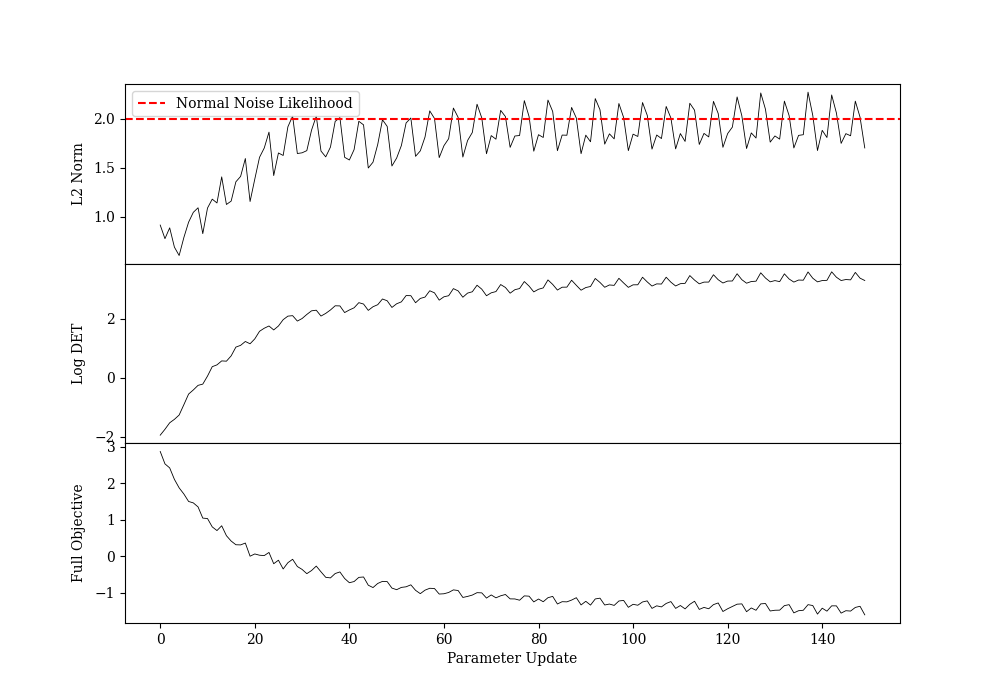 Normal Noise Likelihood
2.0
1.5
1.0
L2 Norm
2
0
−2
Log DET
3
2
1
0
−1
Full Objective
0 20 40 60 80 100 120 140
Parameter Update